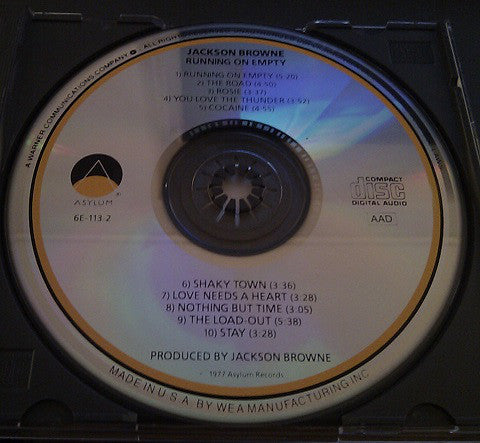 A WARNER COMMUNICATIONS COMPANY
ALL RIGHT
JACKSON BROWNE
RUNNING ON EMPTY
1) RUNNING ON EMPTY (5:20)
2) THE ROAD (4:50)
3) ROSIE (3:37)
4) YOU LOVE THE THUNDER (3:52)
5) COCAINE (4:55)
ASYLUM ®
6E-113-2
COMPACT
disc
DIGITAL AUDIO
AAD
6) SHAKY TOWN (3:36)
7) LOVE NEEDS A HEART (3:28)
8) NOTHING BUT TIME (3:05)
9) THE LOAD-OUT (5:38)
10) STAY (3:28)
PRODUCED BY JACKSON BROWNE
1977 Asylum Records
MADE IN U.S.A. BY WEA MANUFACTURING INC